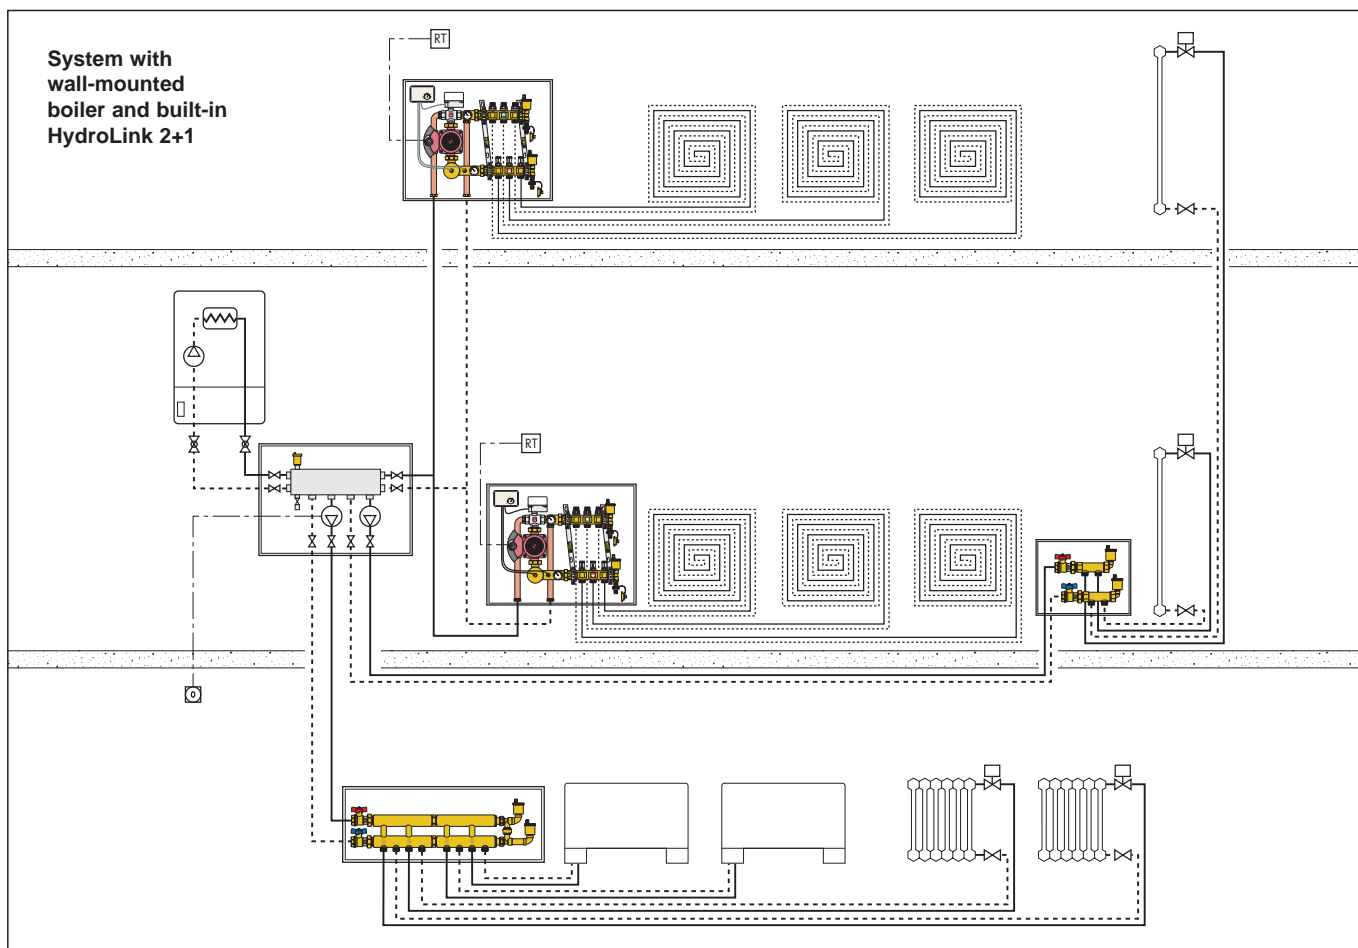 System with
wall-mounted
boiler and built-in
HydroLink 2+1
RT
RT
0